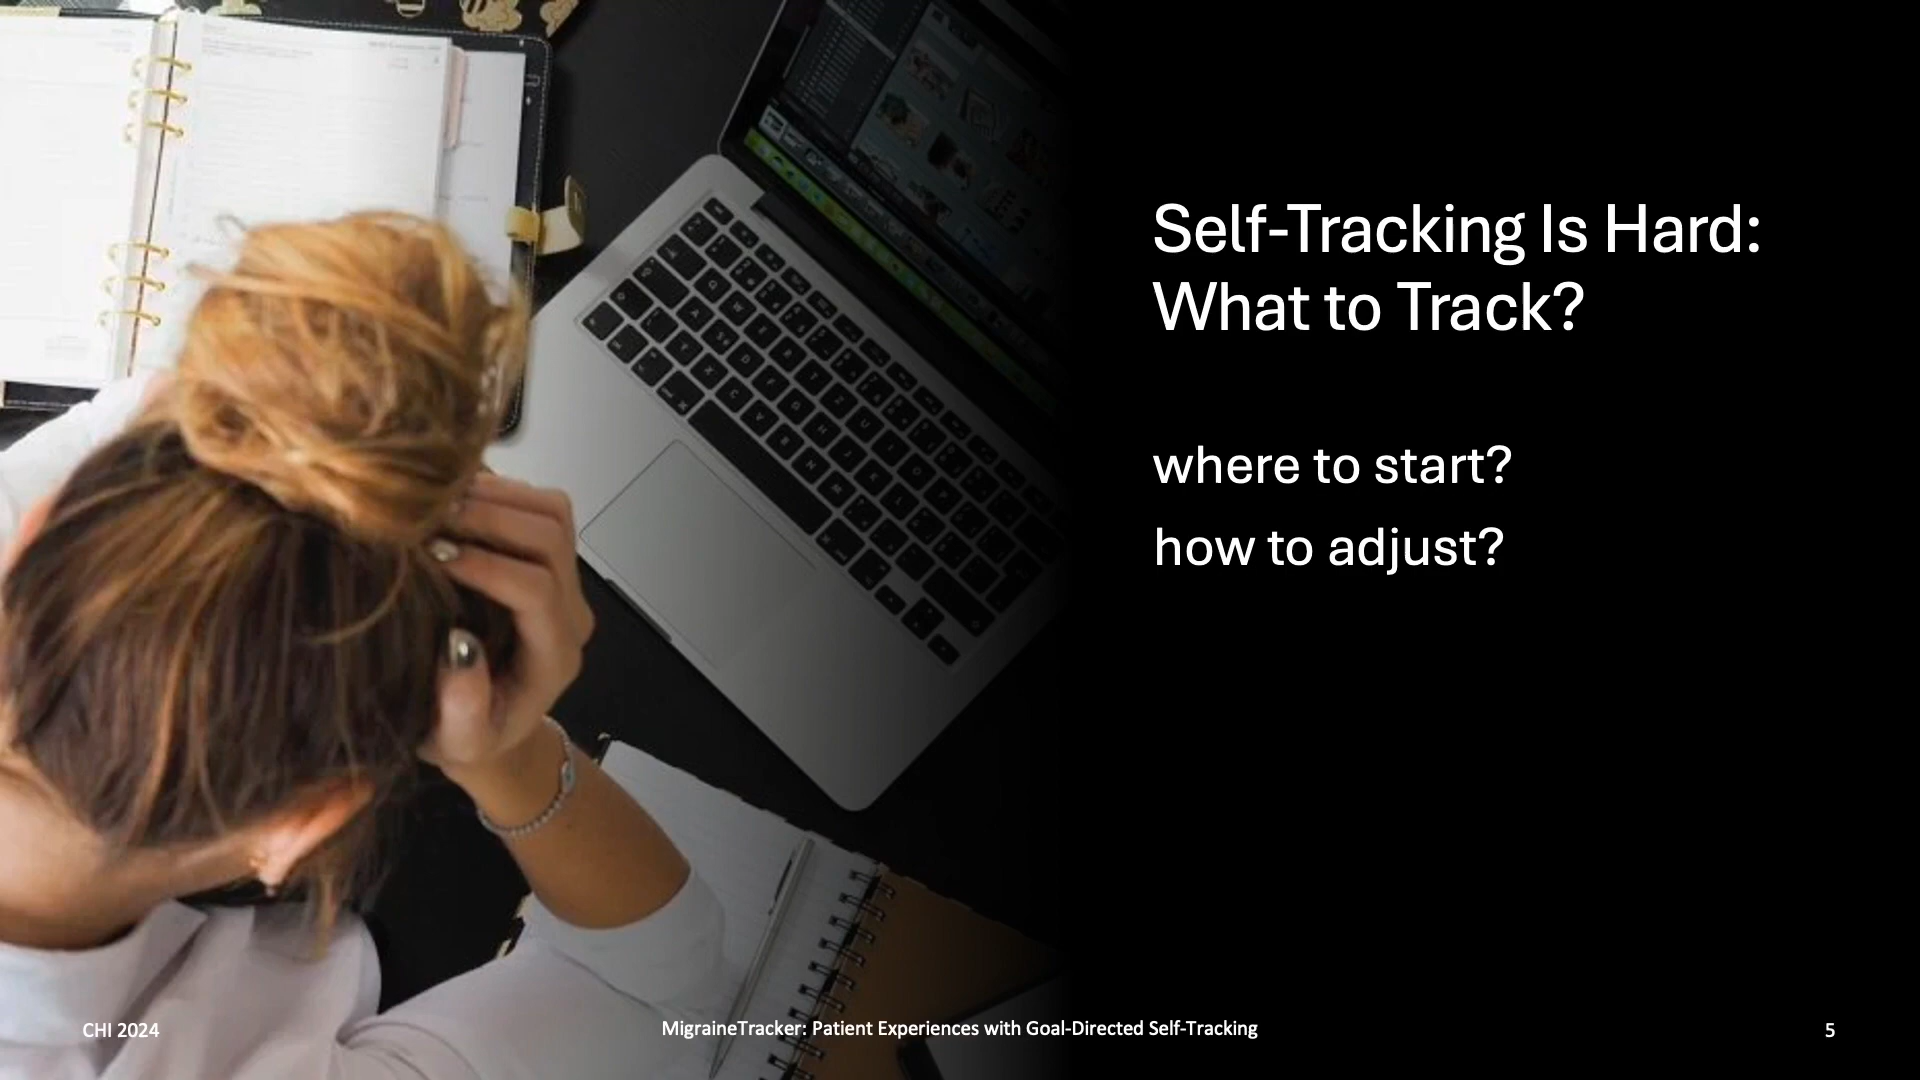 Self-Tracking Is Hard:
What to Track?
where to start?
how to adjust?
CHI 2024
MigraineTracker: Patient Experiences with Goal-Directed Self-Tracking
5